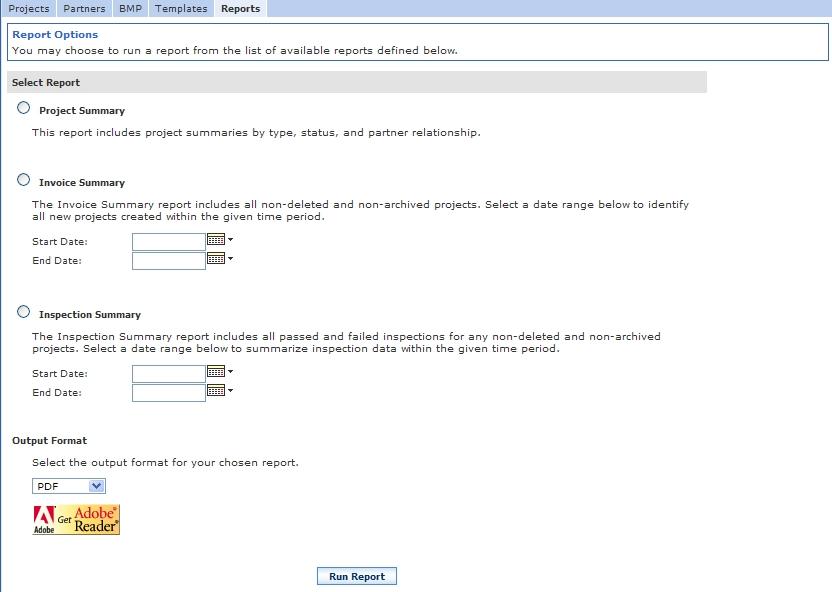 Projects Partners BMP Templates Reports
Report Options
You may choose to run a report from the list of available reports defined below.
Select Report
Project Summary
This report includes project summaries by type, status, and partner relationship.
Invoice Summary
The Invoice Summary report includes all non-deleted and non-archived projects. Select a date range below to identify
all new projects created within the given time period.
Start Date:
End Date:
Inspection Summary
The Inspection Summary report includes all passed and failed inspections for any non-deleted and non-archived
projects. Select a date range below to summarize inspection data within the given time period.
Start Date:
End Date:
Output Format
Select the output format for your chosen report.
PDF
Adobe Get Adobe® Reader®
Run Report